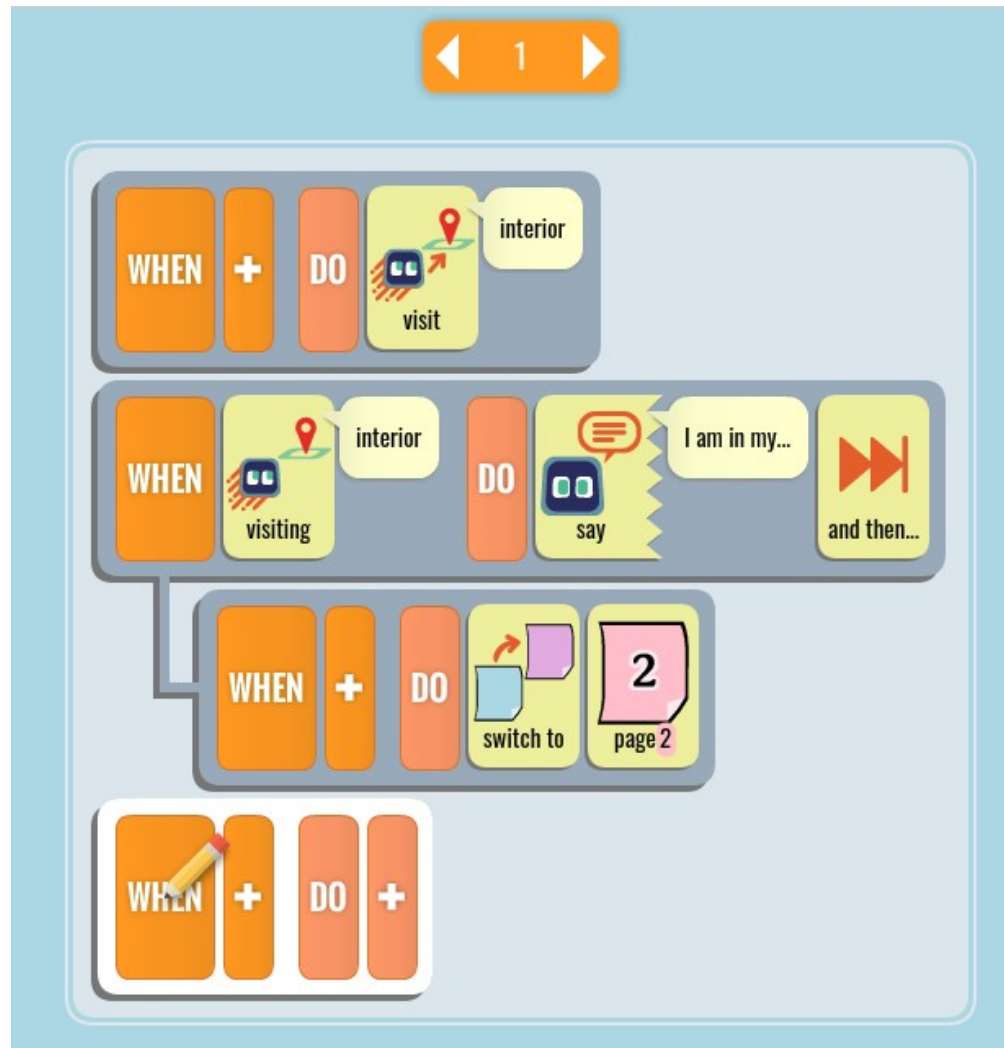 1
WHEN + DO visit interior
WHEN visiting interior DO say I am in my... and then...
WHEN + DO switch to 2 page 2
WHEN + DO +